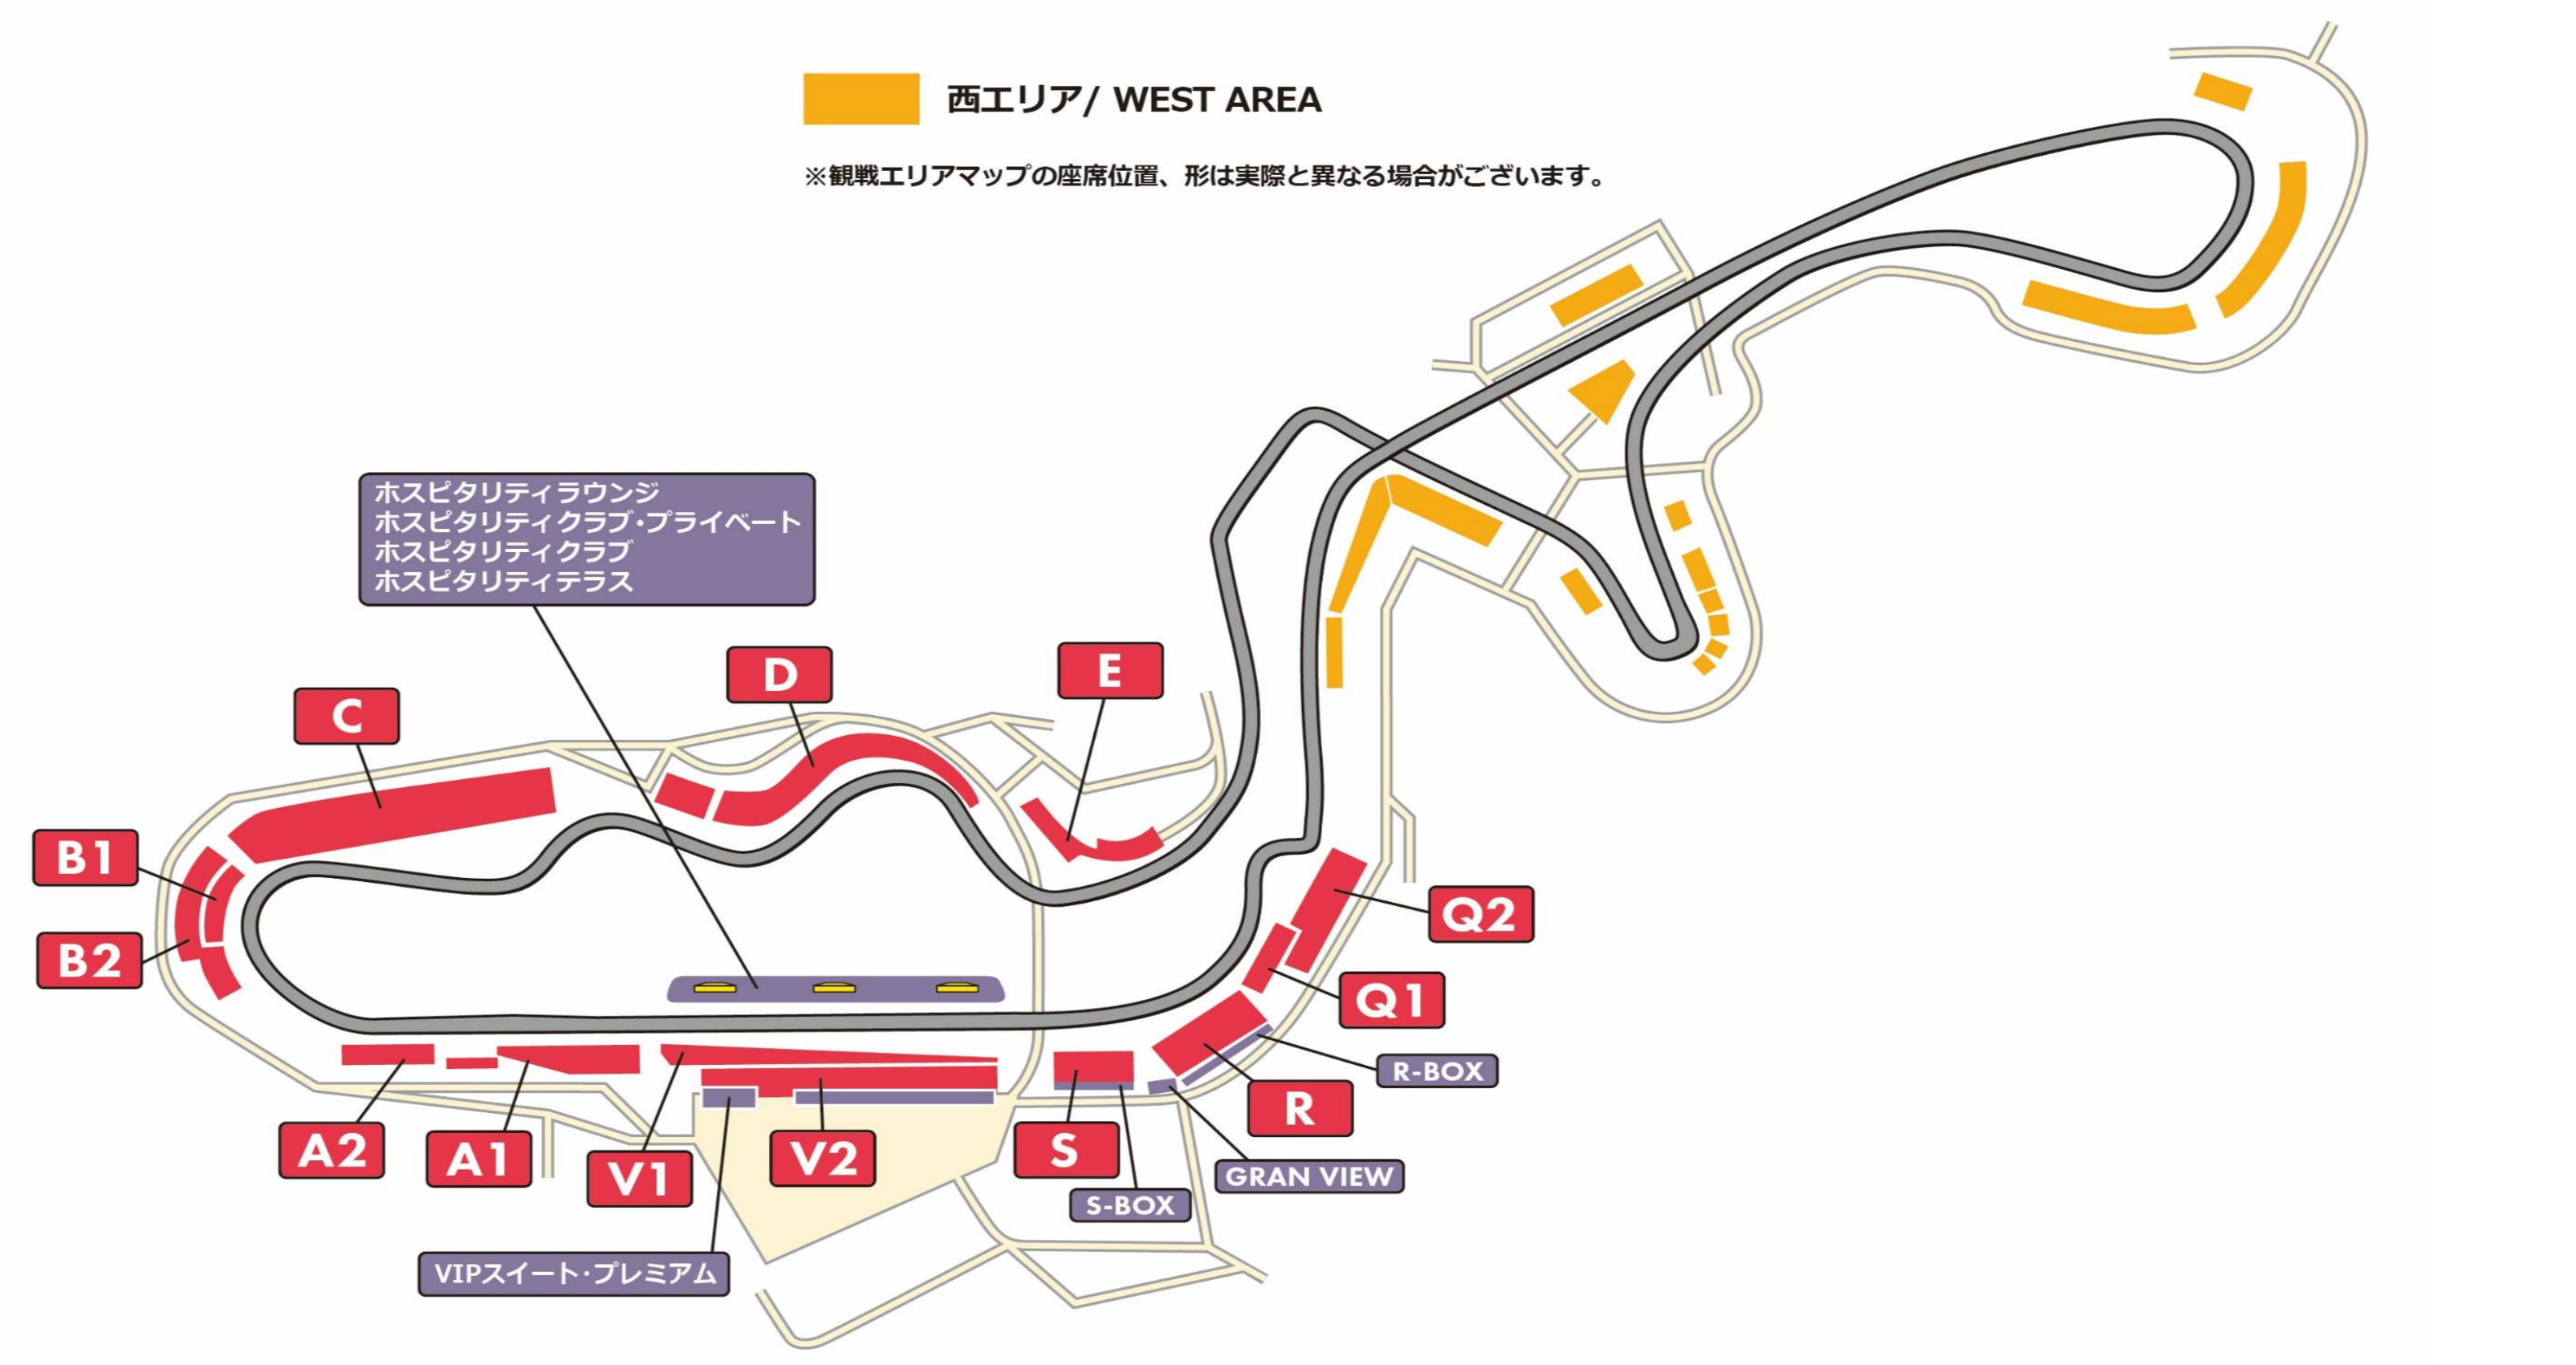 西エリア/ WEST AREA
※観戦エリアマップの座席位置、形は実際と異なる場合がございます。
ホスピタリティラウンジ
ホスピタリティクラブ・プライベート
ホスピタリティクラブ
ホスピタリティテラス
D
E
C
B1
B2
Q2
Q1
R-BOX
R
A2
A1
V1
V2
S
GRAN VIEW
S-BOX
VIPスイート・プレミアム